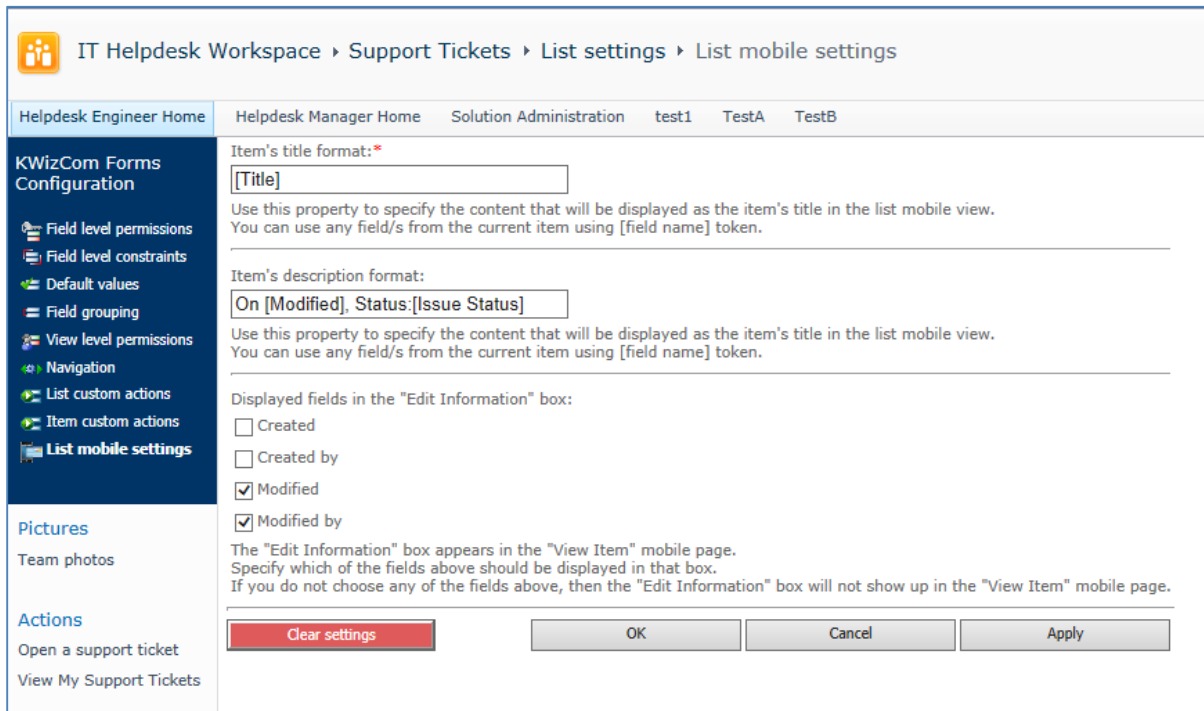 IT Helpdesk Workspace ▸ Support Tickets ▸ List settings ▸ List mobile settings
Helpdesk Engineer Home Helpdesk Manager Home Solution Administration test1 TestA TestB
KWizCom Forms
Configuration
Field level permissions
Field level constraints
Default values
Field grouping
View level permissions
Navigation
List custom actions
Item custom actions
List mobile settings
Pictures
Team photos
Actions
Open a support ticket
View My Support Tickets
Item's title format:*
[Title]
Use this property to specify the content that will be displayed as the item's title in the list mobile view.
You can use any field/s from the current item using [field name] token.
Item's description format:
On [Modified], Status:[Issue Status]
Use this property to specify the content that will be displayed as the item's title in the list mobile view.
You can use any field/s from the current item using [field name] token.
Displayed fields in the "Edit Information" box:
Created
Created by
Modified
Modified by
The "Edit Information" box appears in the "View Item" mobile page.
Specify which of the fields above should be displayed in that box.
If you do not choose any of the fields above, then the "Edit Information" box will not show up in the "View Item" mobile page.
Clear settings OK Cancel Apply